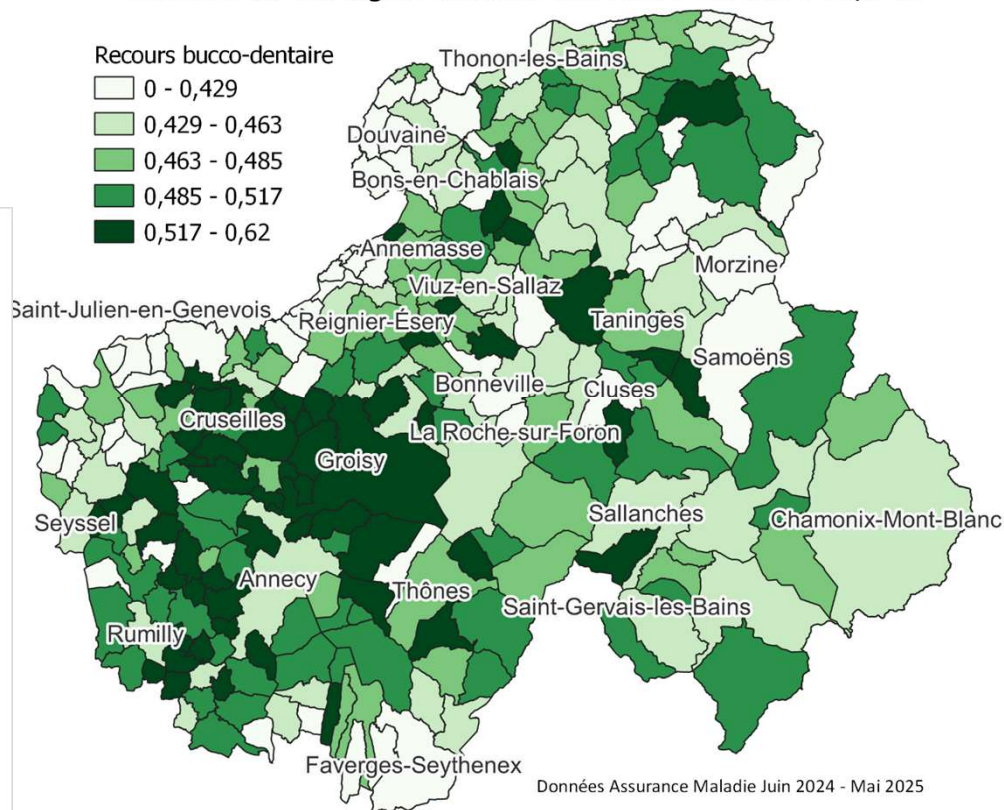 Recours bucco-dentaire
0 - 0,429
0,429 - 0,463
0,463 - 0,485
0,485 - 0,517
0,517 - 0,62
Thonon-les-Bains
Douvaine
Bons-en-Chablais
Annemasse
Morzine
Viuz-en-Sallaz
Saint-Julien-en-Genevois
Reignier-Ésery
Taninges
Samoëns
Bonneville
Cluses
Cruseilles
La Roche-sur-Foron
Groisy
Seyssel
Sallanches
Chamonix-Mont-Blanc
Annecy
Thônes
Saint-Gervais-les-Bains
Rumilly
Faverges-Seythenex
Données Assurance Maladie Juin 2024 - Mai 2025